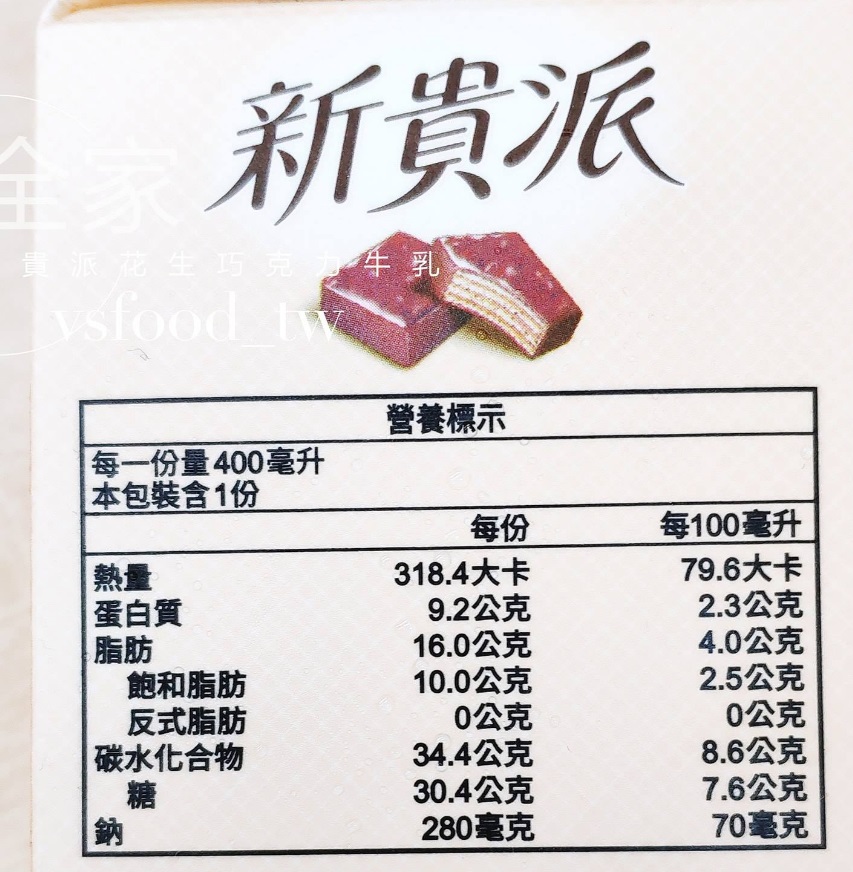 新貴派
全家
貴派花生巧克力牛乳
vsfood_tw
營養標示
每一份量400毫升
本包裝含1份
每份 每100毫升
熱量 318.4大卡 79.6大卡
蛋白質 9.2公克 2.3公克
脂肪 16.0公克 4.0公克
飽和脂肪 10.0公克 2.5公克
反式脂肪 0公克 0公克
碳水化合物 34.4公克 8.6公克
糖 30.4公克 7.6公克
鈉 280毫克 70毫克